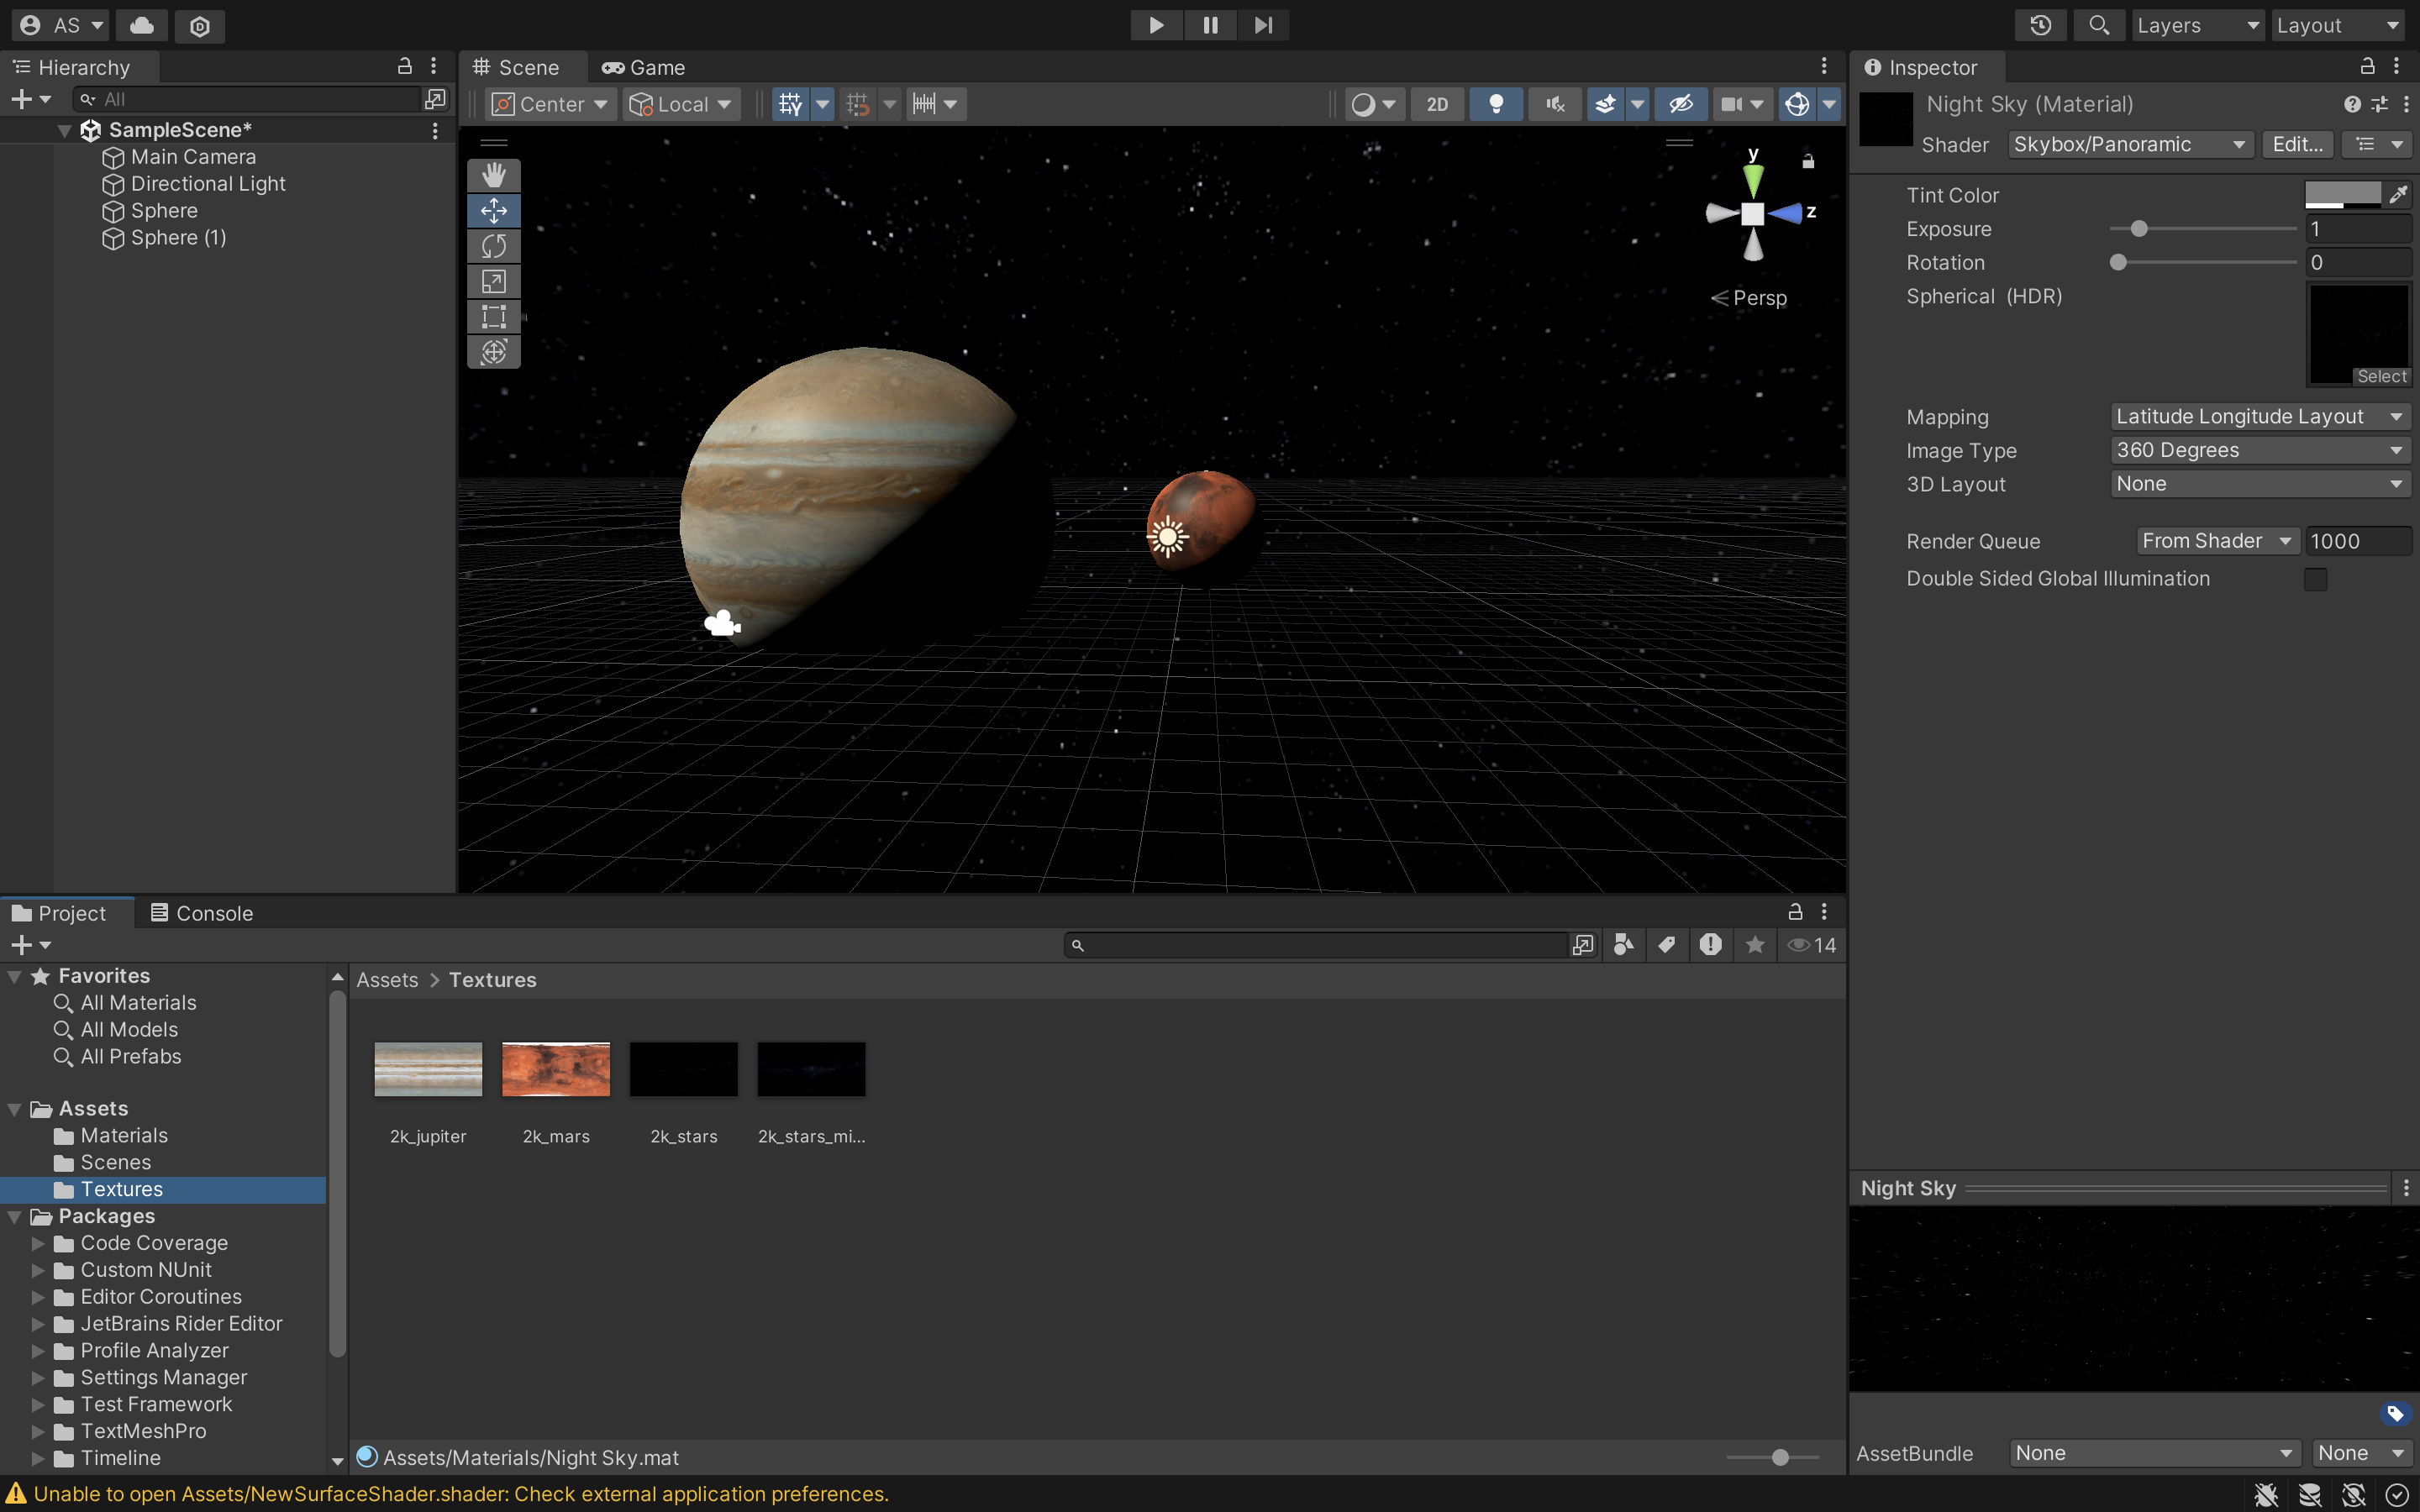 AS
Layers
Layout
Hierarchy
All
SampleScene*
Main Camera
Directional Light
Sphere
Sphere (1)
Scene
Game
Center
Local
2D
y
z
Persp
Inspector
Night Sky (Material)
Shader
Skybox/Panoramic
Edit...
Tint Color
Exposure
1
Rotation
0
Spherical (HDR)
Select
Mapping
Latitude Longitude Layout
Image Type
360 Degrees
3D Layout
None
Render Queue
From Shader
1000
Double Sided Global Illumination
Project
Console
14
Favorites
All Materials
All Models
All Prefabs
Assets
Materials
Scenes
Textures
Packages
Code Coverage
Custom NUnit
Editor Coroutines
JetBrains Rider Editor
Profile Analyzer
Settings Manager
Test Framework
TextMeshPro
Timeline
Assets > Textures
2k_jupiter
2k_mars
2k_stars
2k_stars_mi...
Assets/Materials/Night Sky.mat
Night Sky
AssetBundle
None
None
Unable to open Assets/NewSurfaceShader.shader: Check external application preferences.